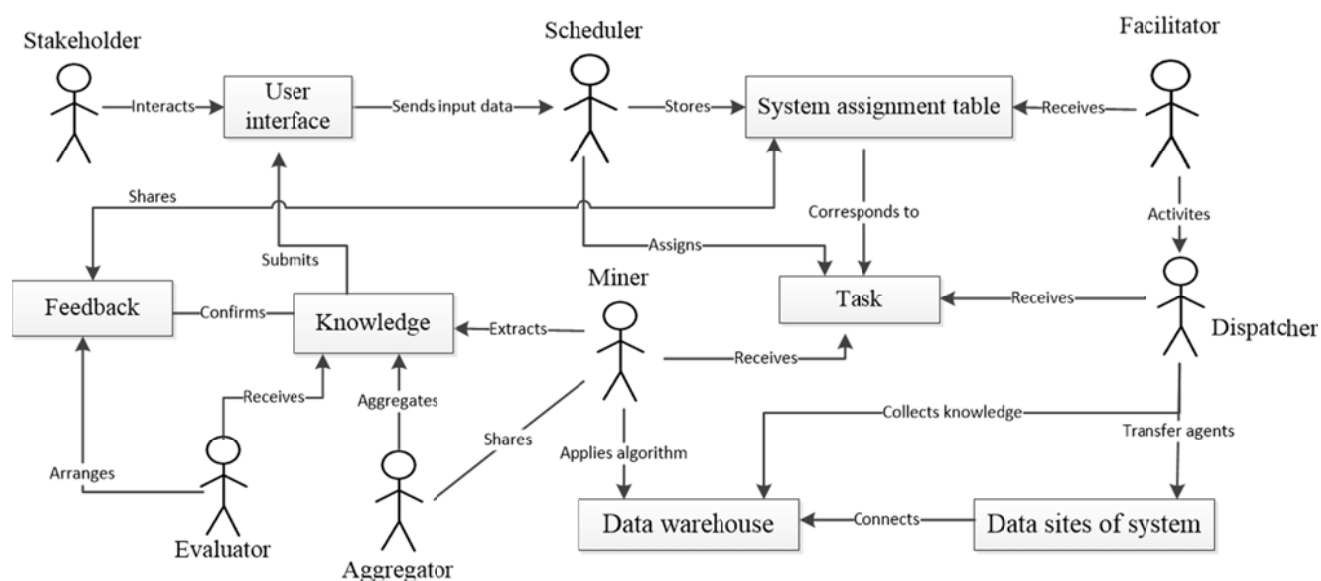 Stakeholder
Scheduler
Facilitator
Interacts
User
interface
Sends input data
Stores
System assignment table
Receives
Shares
Corresponds to
Activites
Submits
Assigns
Miner
Feedback
Confirms
Knowledge
Extracts
Task
Receives
Dispatcher
Receives
Receives
Aggregates
Shares
Collects knowledge
Transfer agents
Applies algorithm
Arranges
Data warehouse
Connects
Data sites of system
Evaluator
Aggregator